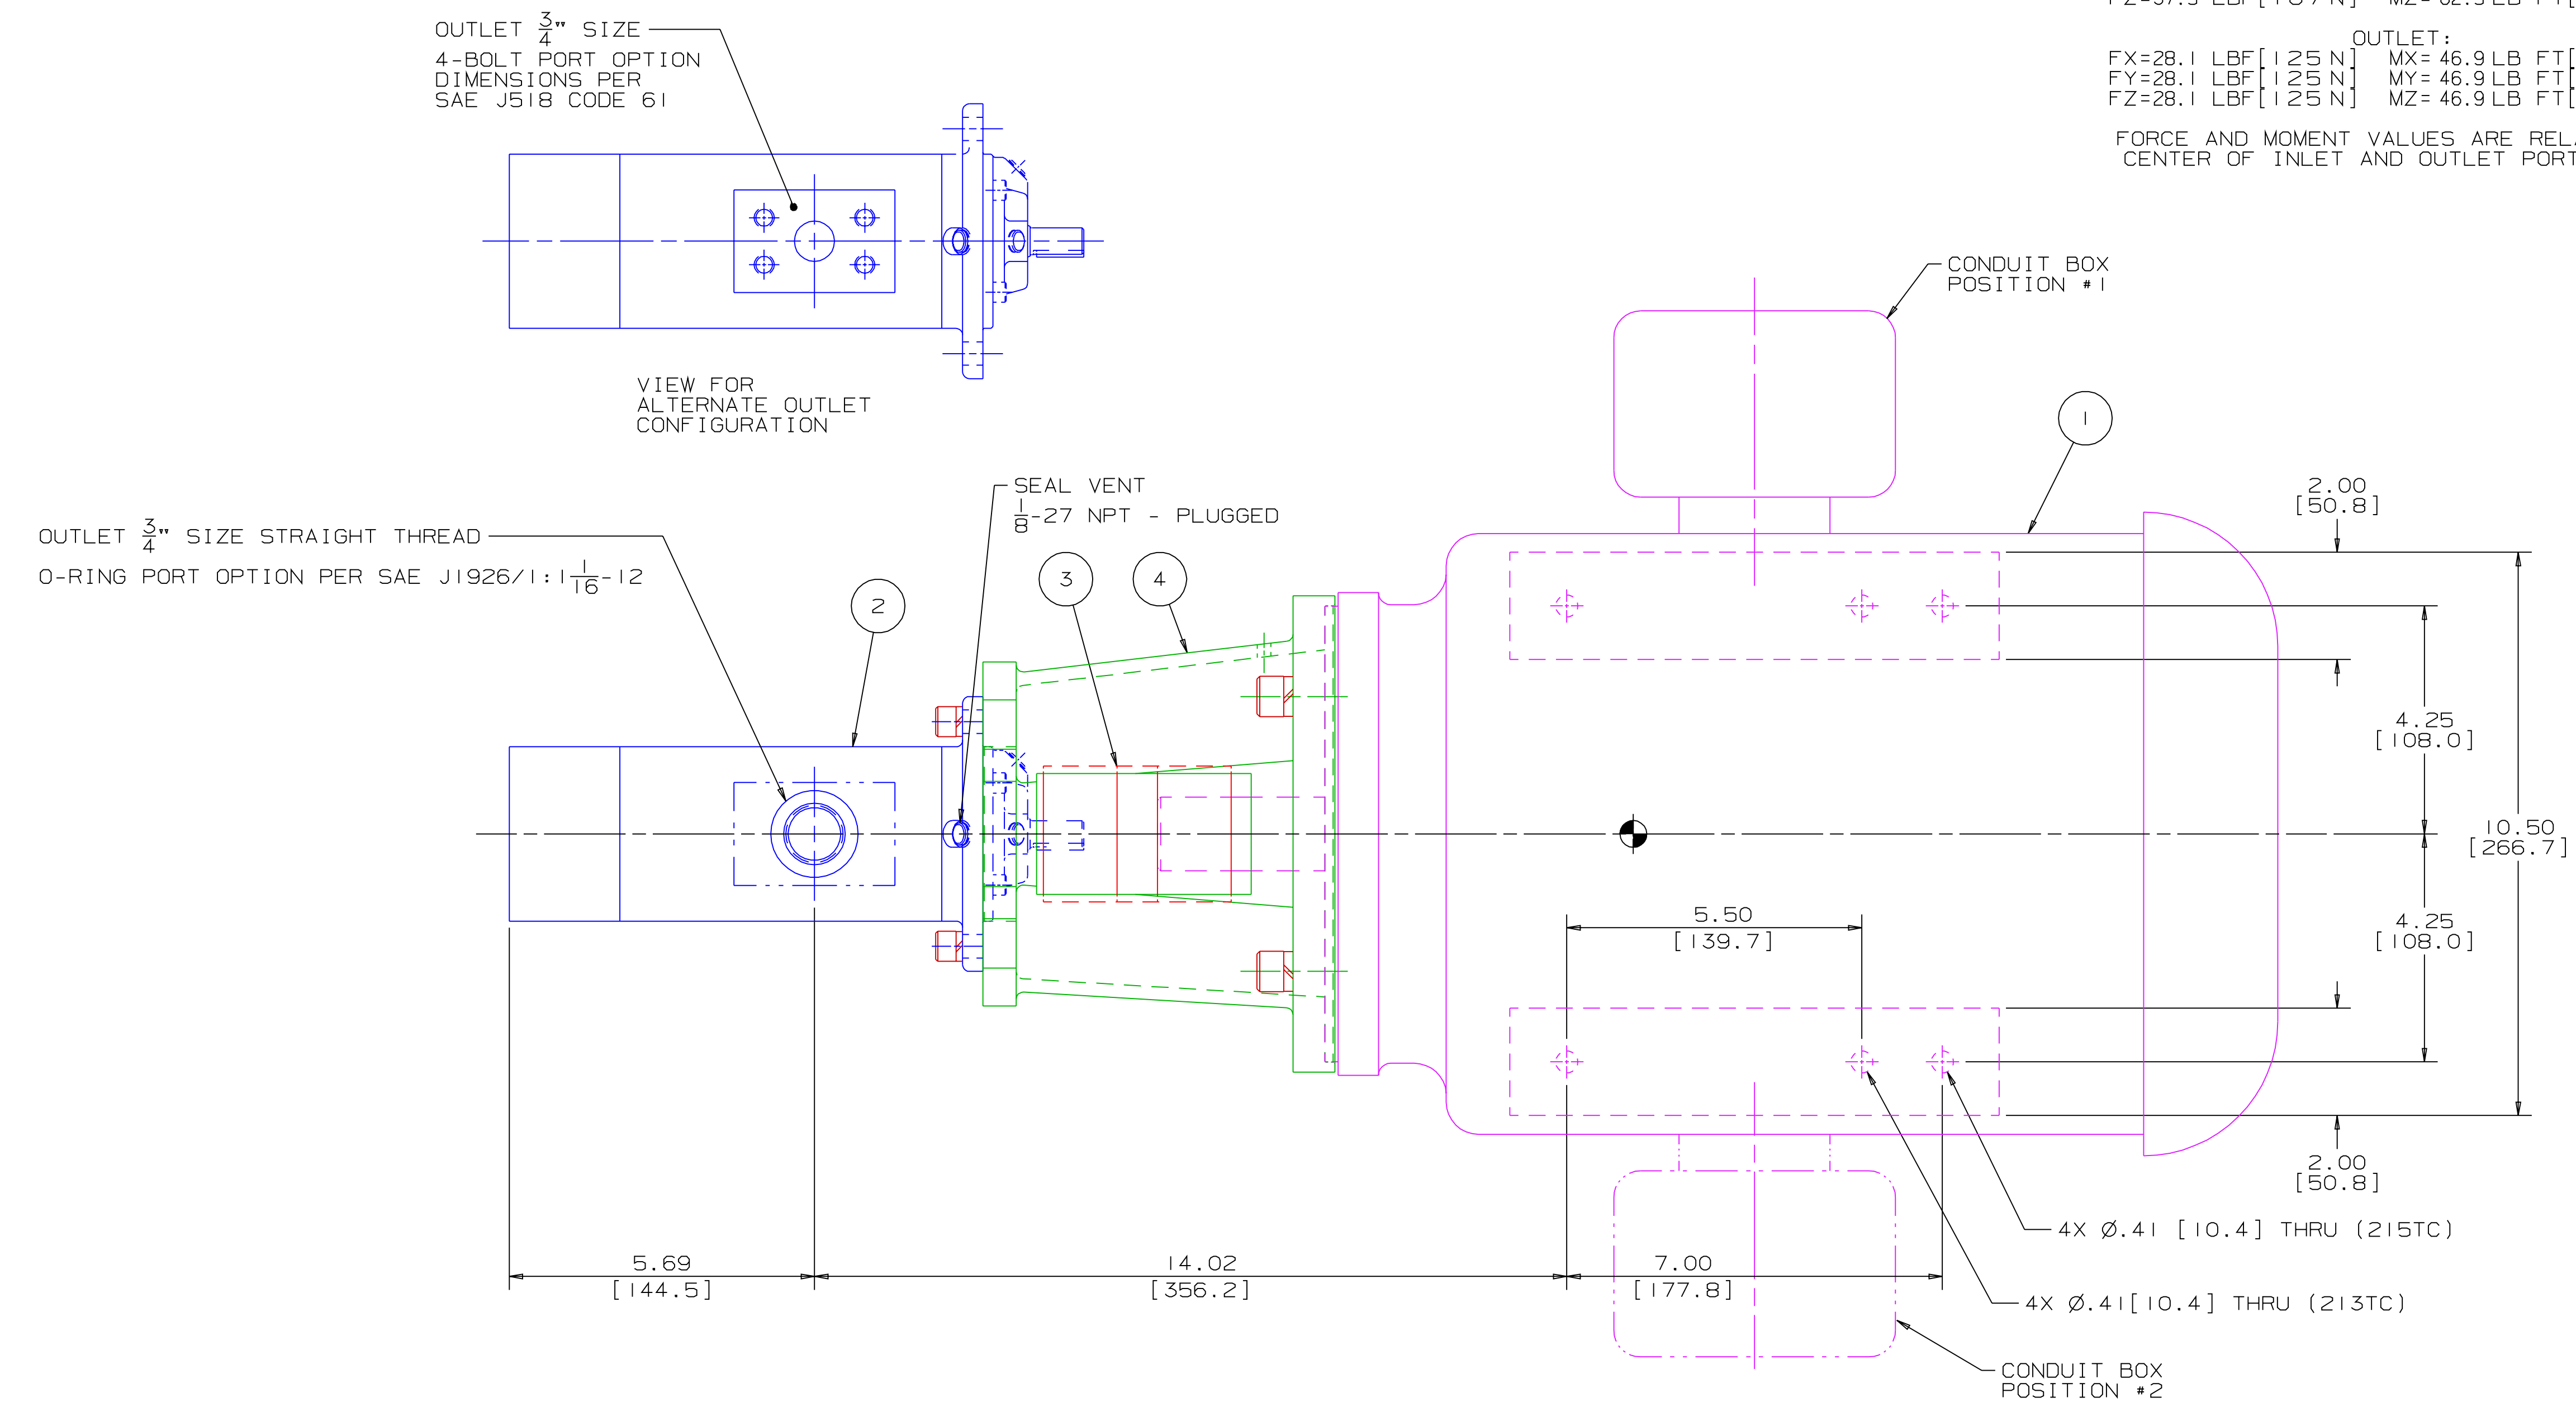 OUTLET 3/4" SIZE
4-BOLT PORT OPTION
DIMENSIONS PER
SAE J518 CODE 61
VIEW FOR
ALTERNATE OUTLET
CONFIGURATION
OUTLET:
FX=28.1 LBF[125 N] MX= 46.9 LB FT[
FY=28.1 LBF[125 N] MY= 46.9 LB FT[
FZ=28.1 LBF[125 N] MZ= 46.9 LB FT[
FORCE AND MOMENT VALUES ARE
CENTER OF INLET AND OUTLET PORT
CONDUIT BOX
POSITION #1
1
SEAL VENT
1/8-27 NPT - PLUGGED
OUTLET 3/4" SIZE STRAIGHT THREAD
O-RING PORT OPTION PER SAE J1926/1:1 1/16-12
2
3
4
2.00
[50.8]
4.25
[108.0]
10.50
[266.7]
4.25
[108.0]
5.50
[139.7]
2.00
[50.8]
4X Ø.41 [10.4] THRU (215TC)
4X Ø.41[10.4] THRU (213TC)
5.69
[144.5]
14.02
[356.2]
7.00
[177.8]
CONDUIT BOX
POSITION #2